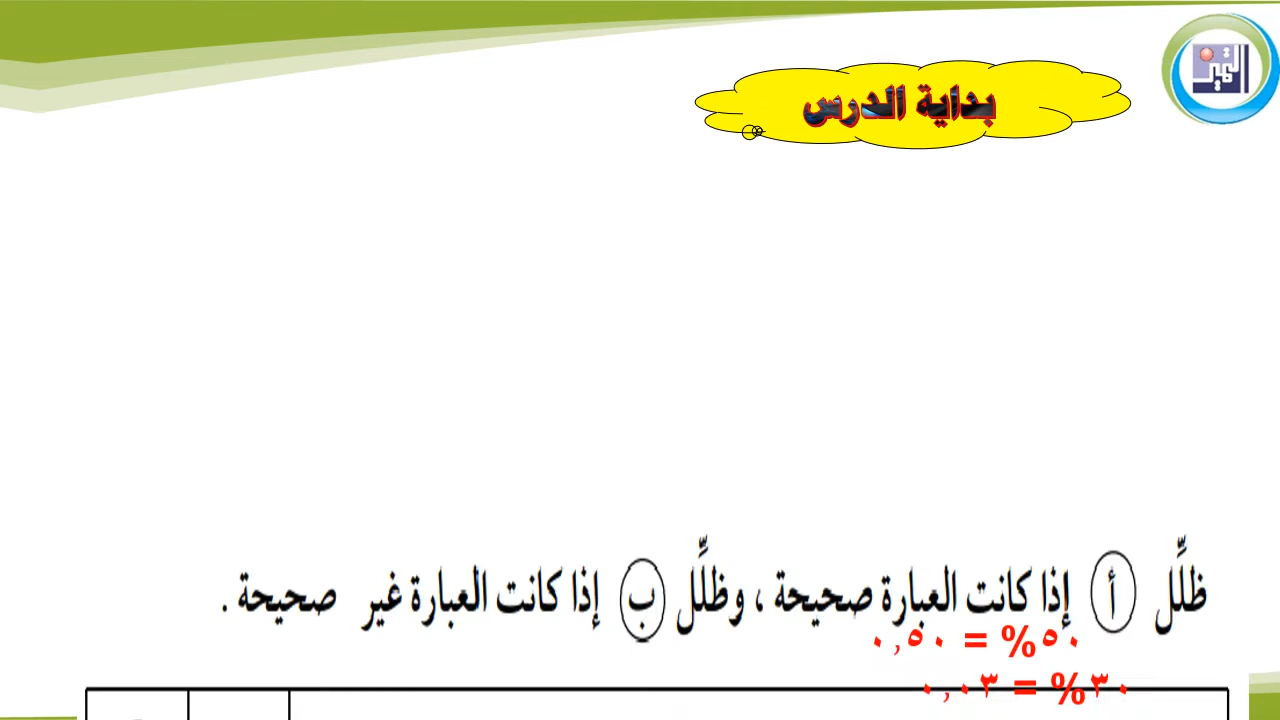 التميز
بداية الدرس
ظلِّل أ إذا كانت العبارة صحيحة ، وظلِّل ب إذا كانت العبارة غير صحيحة .
٥٠% = ٠,٥٠
٣٠% = ٠,٠٣